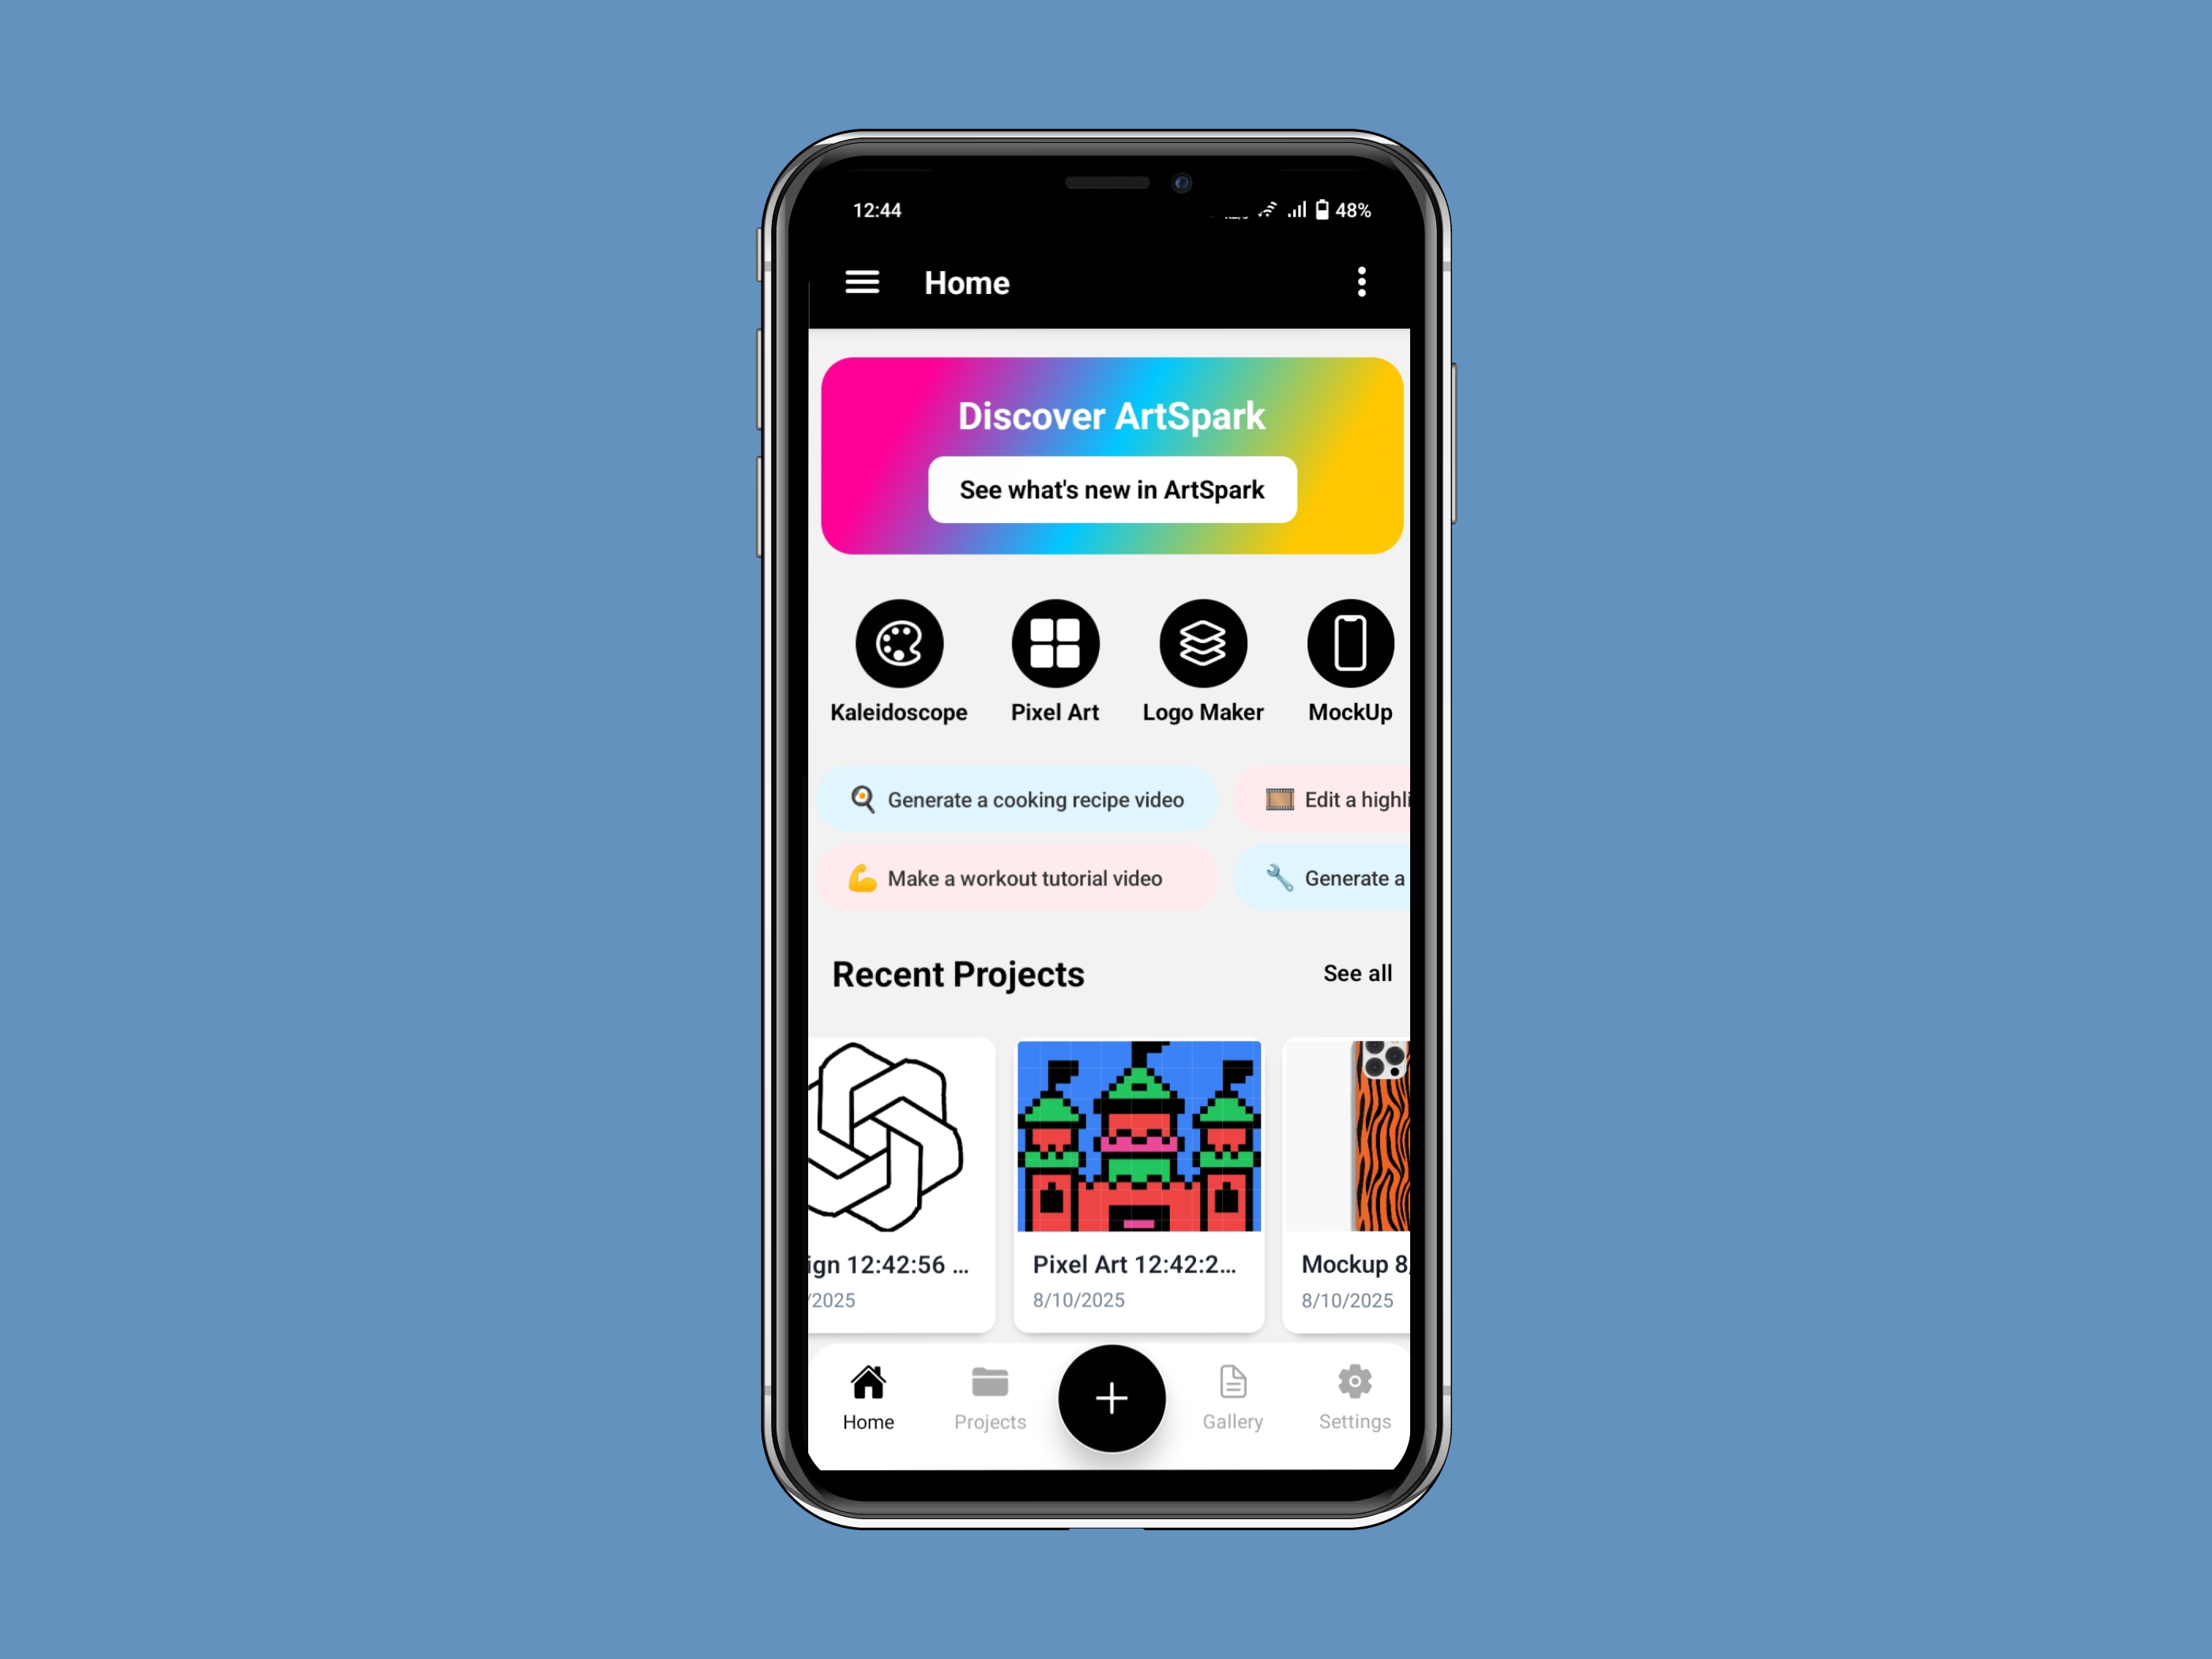 12:44
48%
Home
Discover ArtSpark
See what's new in ArtSpark
Kaleidoscope Pixel Art Logo Maker MockUp
🍳 Generate a cooking recipe video
🎞️ Edit a highli
💪 Make a workout tutorial video
🔧 Generate a
Recent Projects
See all
ign 12:42:56 ...
/2025
Pixel Art 12:42:2...
8/10/2025
Mockup 8
8/10/2025
Home Projects + Gallery Settings